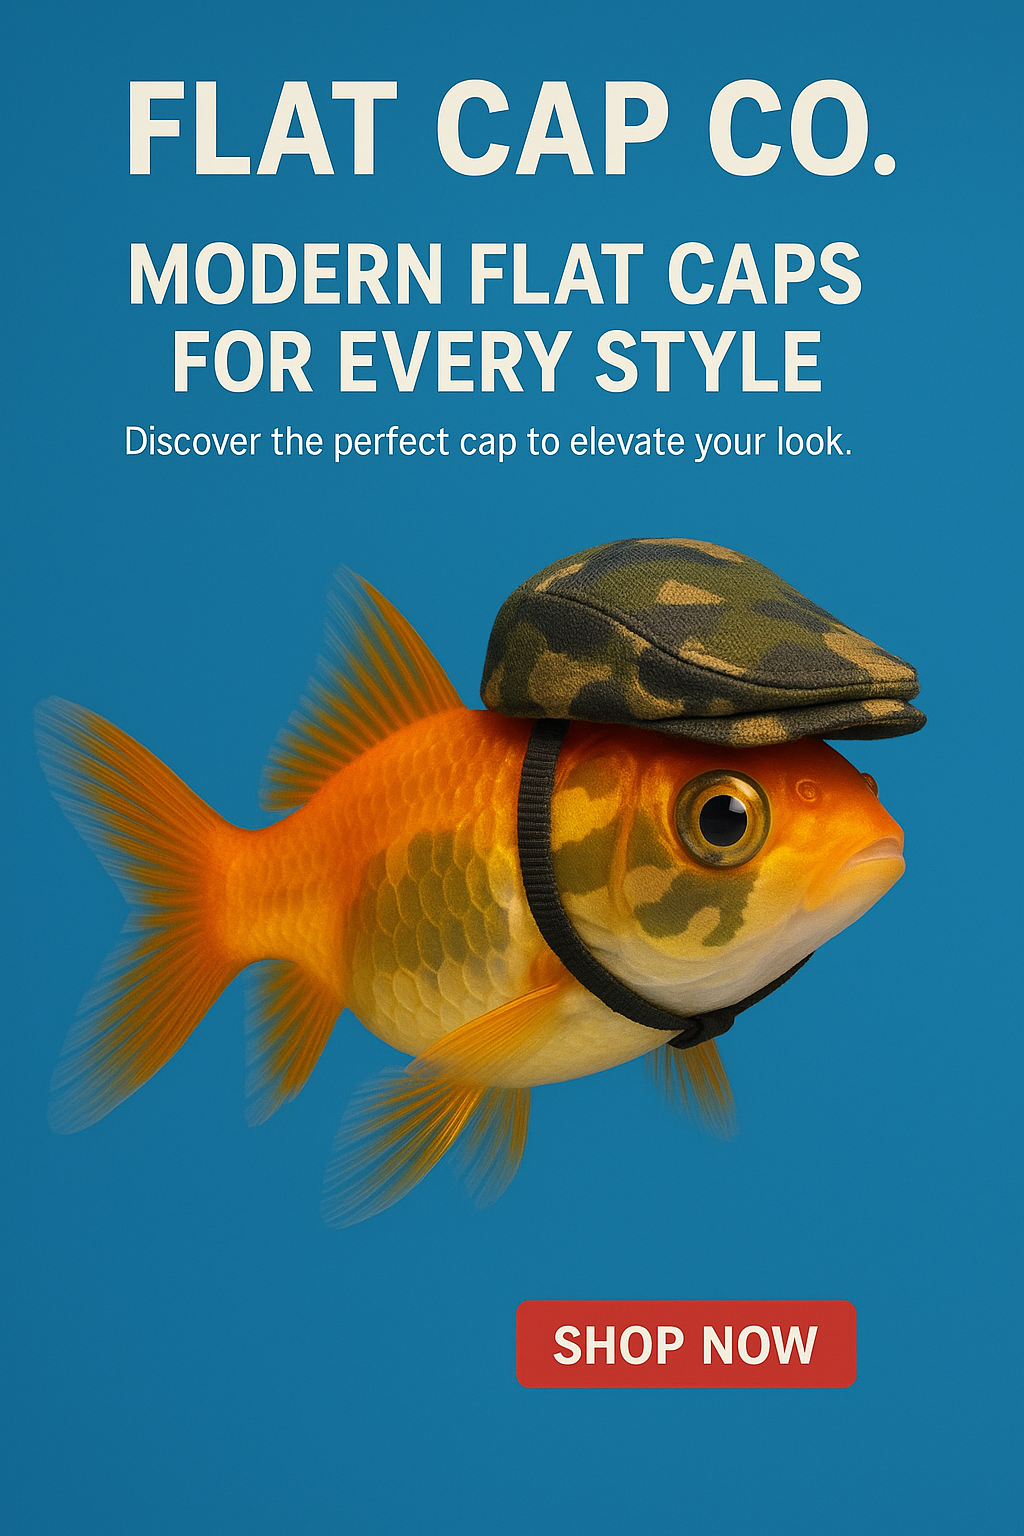 FLAT CAP CO.
MODERN FLAT CAPS
FOR EVERY STYLE
Discover the perfect cap to elevate your look.
SHOP NOW